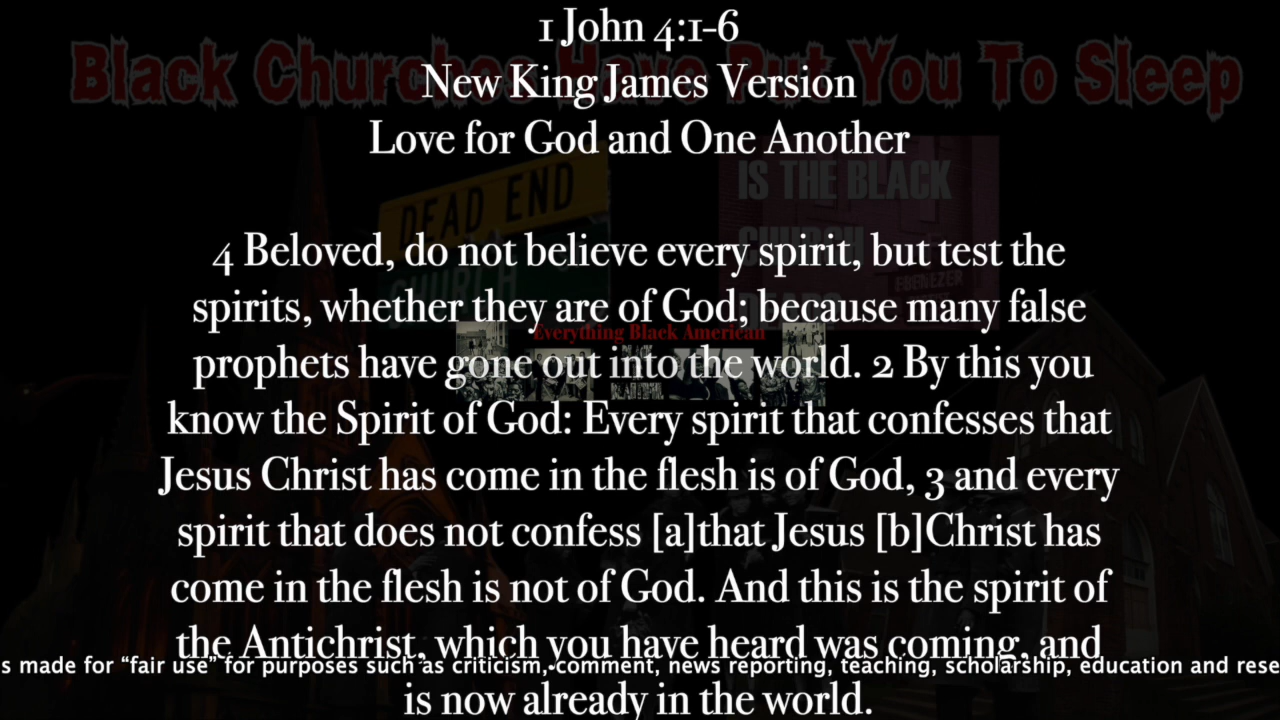 1 John 4:1-6
Black Churches Have Put You To Sleep
New King James Version
Love for God and One Another
DEAD END
CHURCH
IS THE BLACK
CHURCH
EBENEZER
4 Beloved, do not believe every spirit, but test the
spirits, whether they are of God; because many false
Everything Black American
prophets have gone out into the world. 2 By this you
know the Spirit of God: Every spirit that confesses that
Jesus Christ has come in the flesh is of God, 3 and every
spirit that does not confess [a]that Jesus [b]Christ has
come in the flesh is not of God. And this is the spirit of
the Antichrist, which you have heard was coming, and
s made for “fair use” for purposes such as criticism, comment, news reporting, teaching, scholarship, education and rese
is now already in the world.